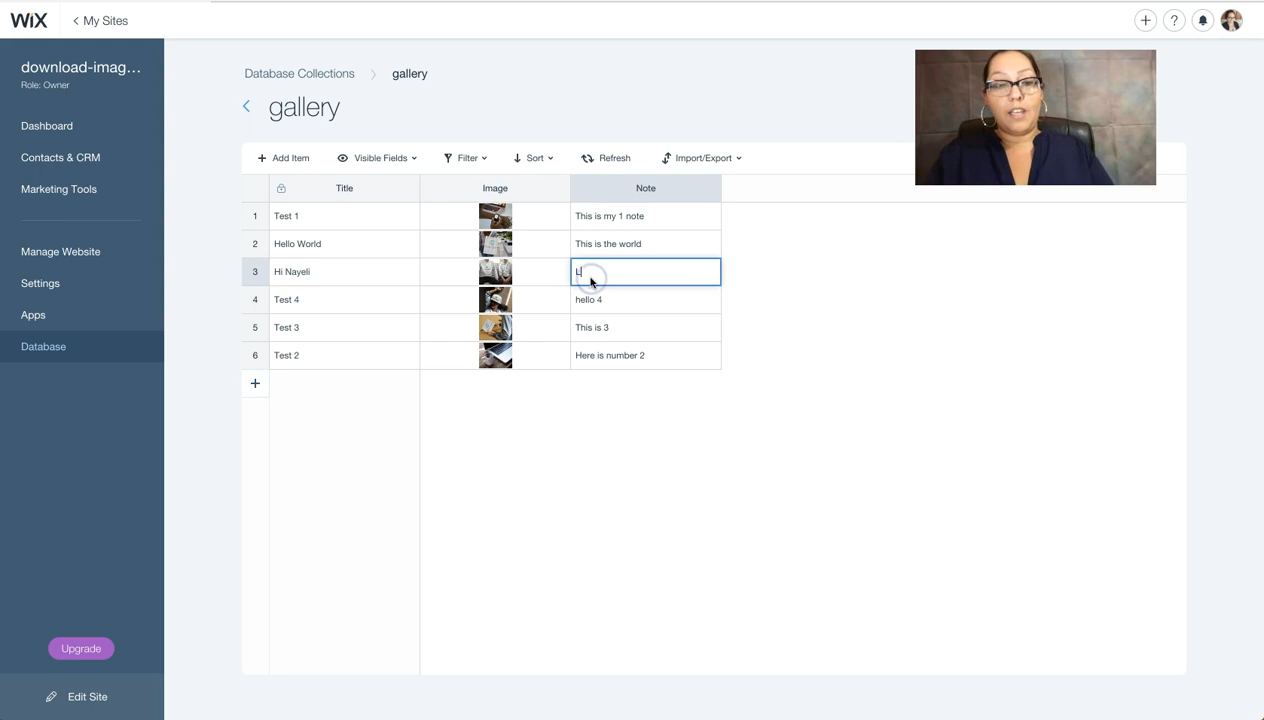 WiX
< My Sites
+
?
download-imag...
Role: Owner
Dashboard
Contacts & CRM
Marketing Tools
Manage Website
Settings
Apps
Database
Upgrade
Edit Site
Database Collections > gallery
< gallery
+ Add Item Visible Fields Filter Sort Refresh Import/Export
Title Image Note
1 Test 1 This is my 1 note
2 Hello World This is the world
3 Hi Nayeli L
4 Test 4 hello 4
5 Test 3 This is 3
6 Test 2 Here is number 2
+